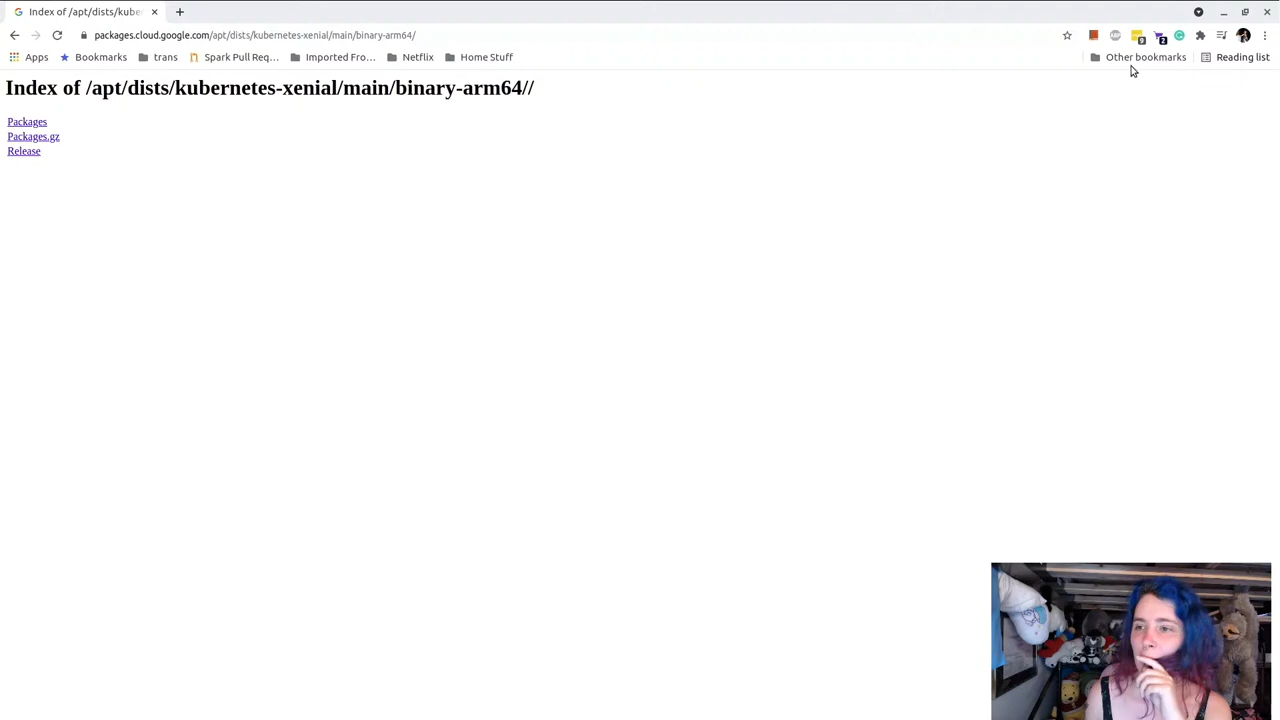 Index of /apt/dists/kube
packages.cloud.google.com/apt/dists/kubernetes-xenial/main/binary-arm64/
9
2
Apps Bookmarks trans Spark Pull Req... Imported Fro... Netflix Home Stuff Other bookmarks Reading list
Index of /apt/dists/kubernetes-xenial/main/binary-arm64//
Packages
Packages.gz
Release